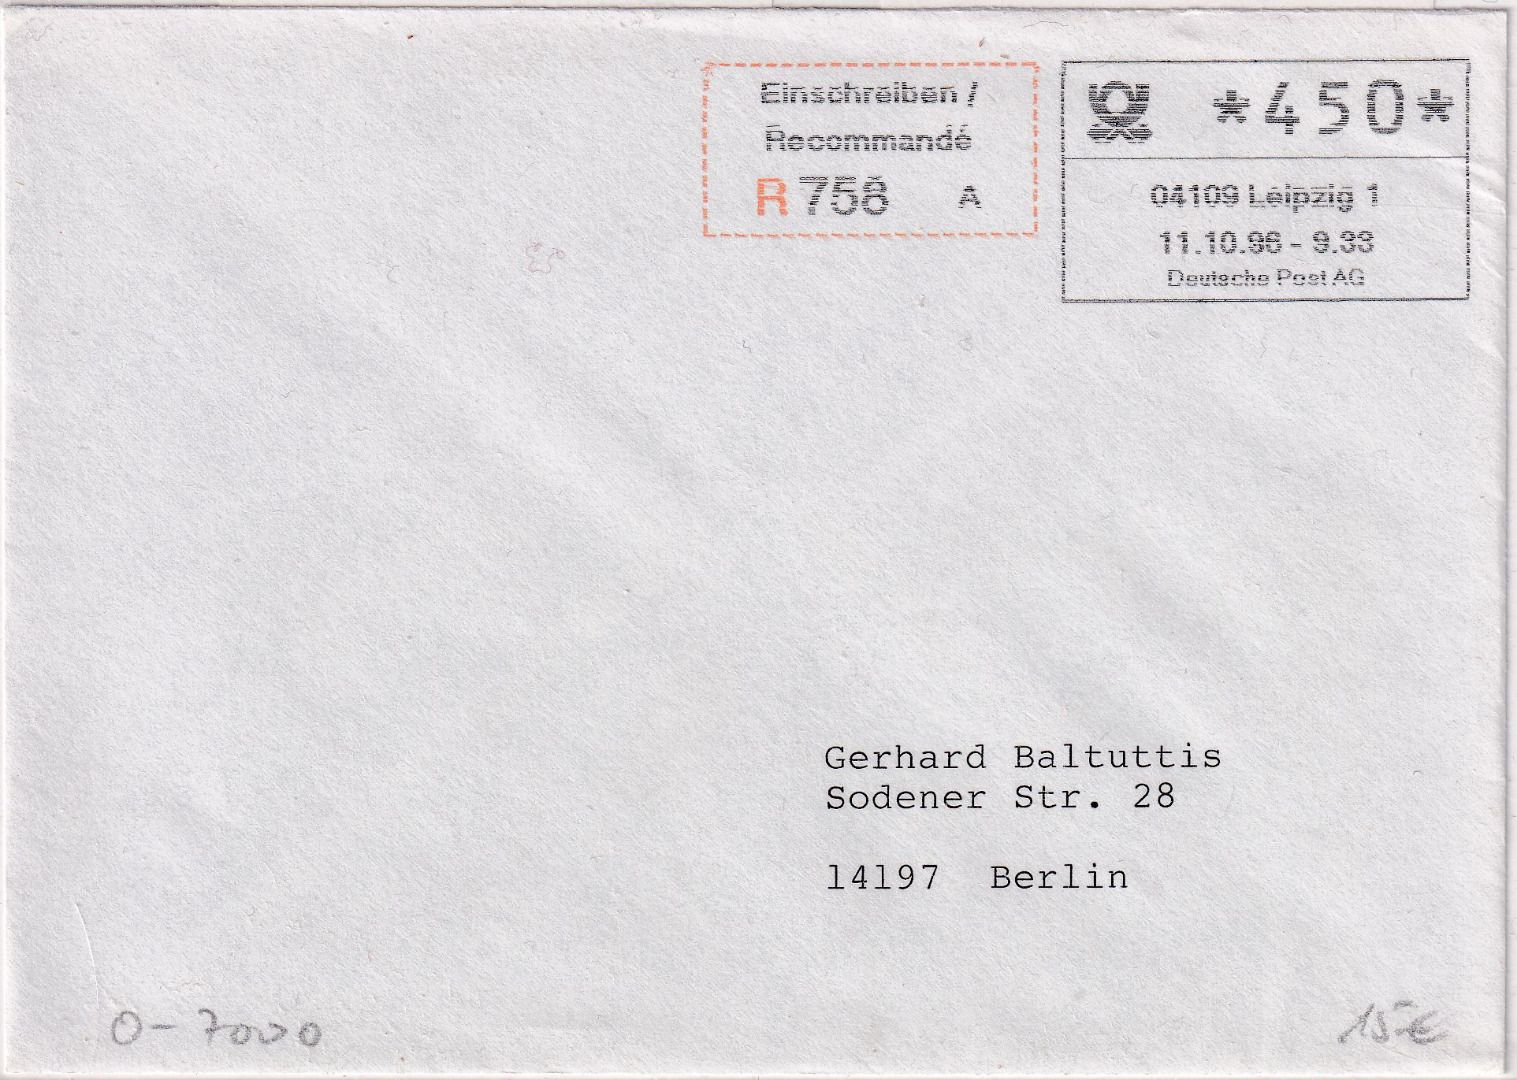 Einschreiben /
Recommandé
R 758 A
*450*
04109 Leipzig 1
11.10.96 - 9.33
Deutsche Post AG
Gerhard Baltuttis
Sodener Str. 28
14197 Berlin
O - 7000
15-€